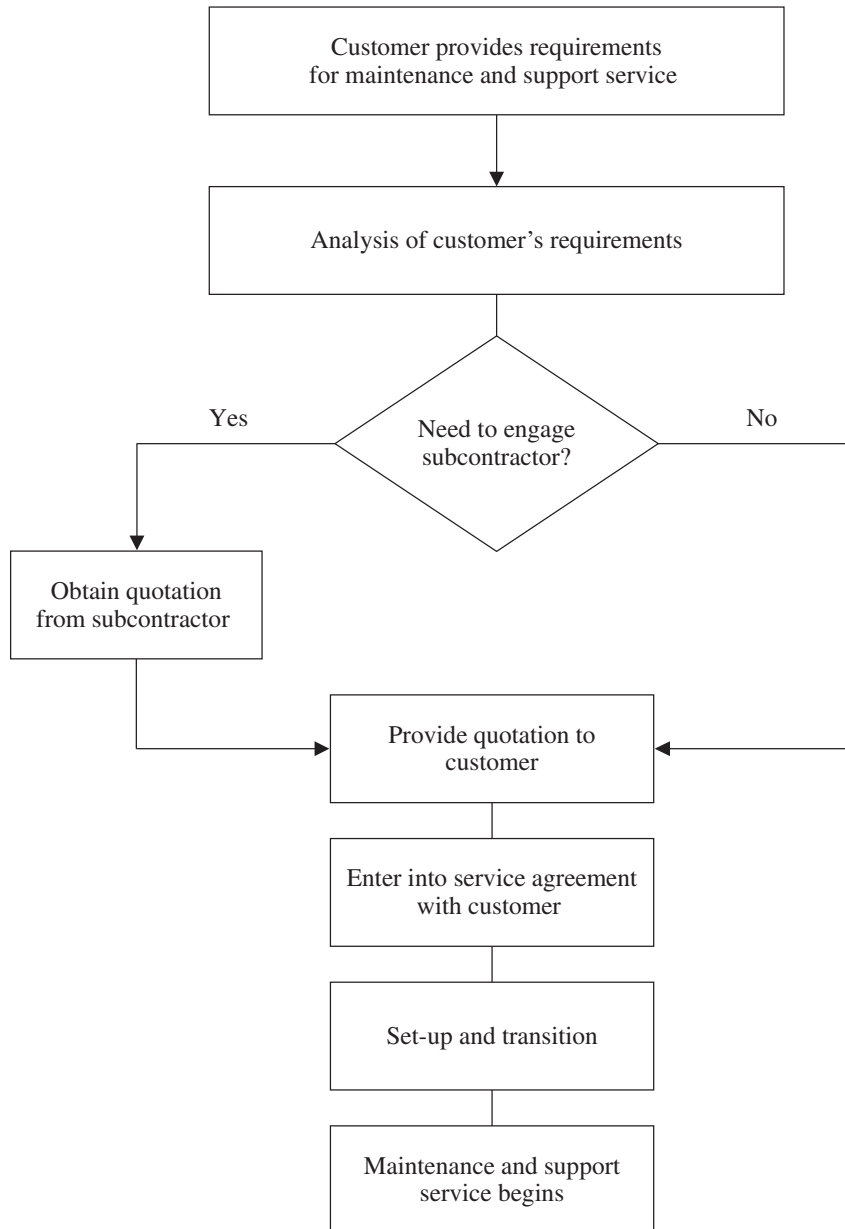 Customer provides requirements
for maintenance and support service
Analysis of customer’s requirements
Need to engage
subcontractor?
Yes
No
Obtain quotation
from subcontractor
Provide quotation to
customer
Enter into service agreement
with customer
Set-up and transition
Maintenance and support
service begins